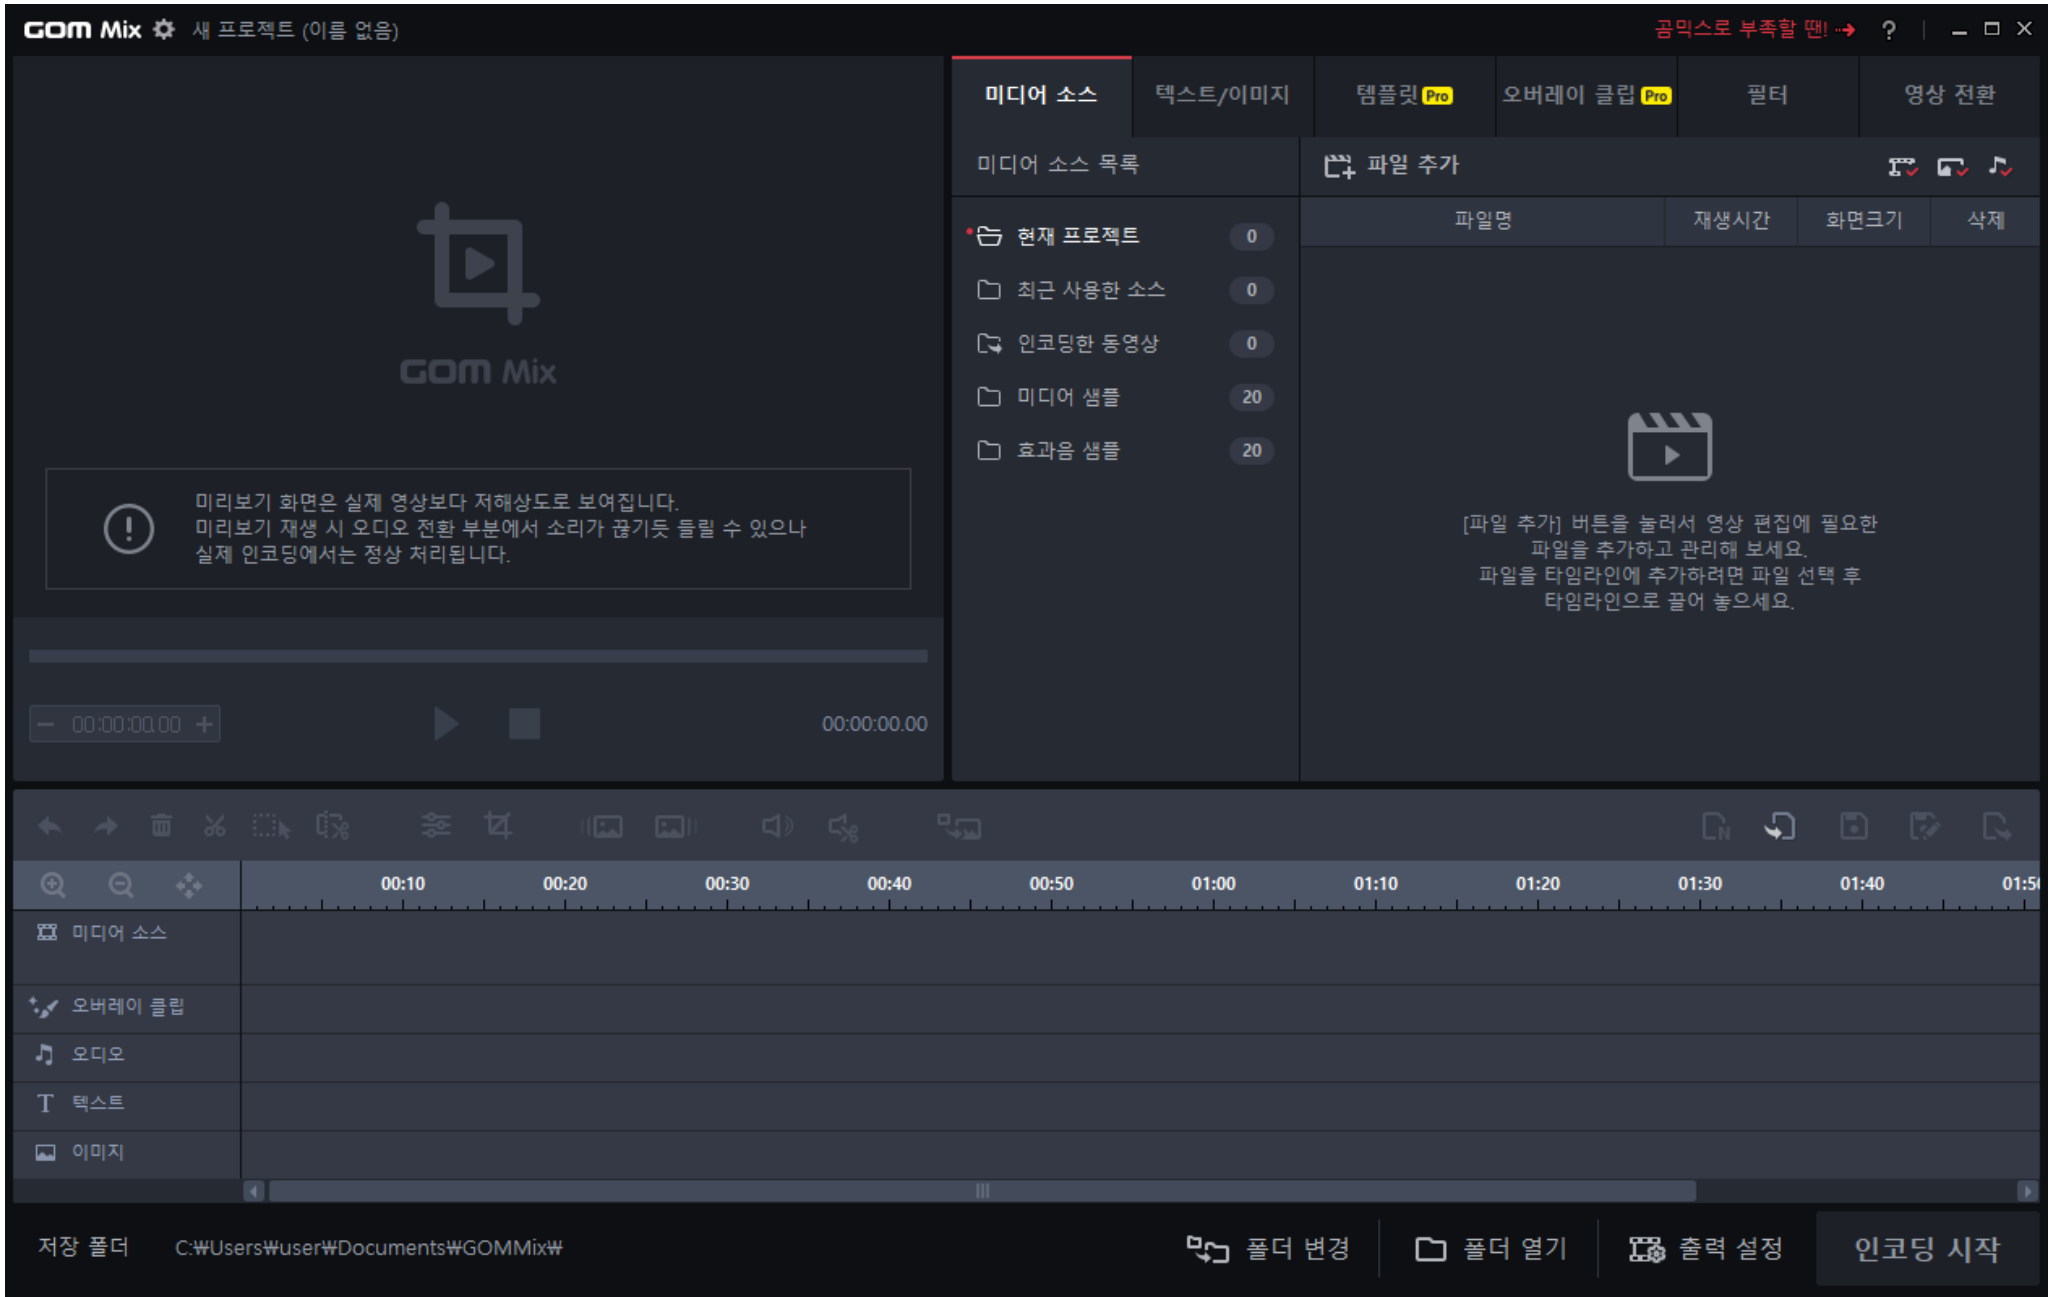 GOM Mix 새 프로젝트 (이름 없음)
곰믹스로 부족할 땐! ?
미디어 소스 텍스트/이미지 템플릿 Pro 오버레이 클립 Pro 필터 영상 전환
미디어 소스 목록
파일 추가
현재 프로젝트 0
최근 사용한 소스 0
인코딩한 동영상 0
미디어 샘플 20
효과음 샘플 20
파일명 재생시간 화면크기 삭제
[파일 추가] 버튼을 눌러서 영상 편집에 필요한
파일을 추가하고 관리해 보세요.
파일을 타임라인에 추가하려면 파일 선택 후
타임라인으로 끌어 놓으세요.
GOM Mix
미리보기 화면은 실제 영상보다 저해상도로 보여집니다.
미리보기 재생 시 오디오 전환 부분에서 소리가 끊기듯 들릴 수 있으나
실제 인코딩에서는 정상 처리됩니다.
00:00:00.00 00:00:00.00
N
00:10 00:20 00:30 00:40 00:50 01:00 01:10 01:20 01:30 01:40
미디어 소스
오버레이 클립
오디오
T 텍스트
이미지
저장 폴더 C:₩Users₩user₩Documents₩GOMMix₩
폴더 변경 폴더 열기 출력 설정 인코딩 시작